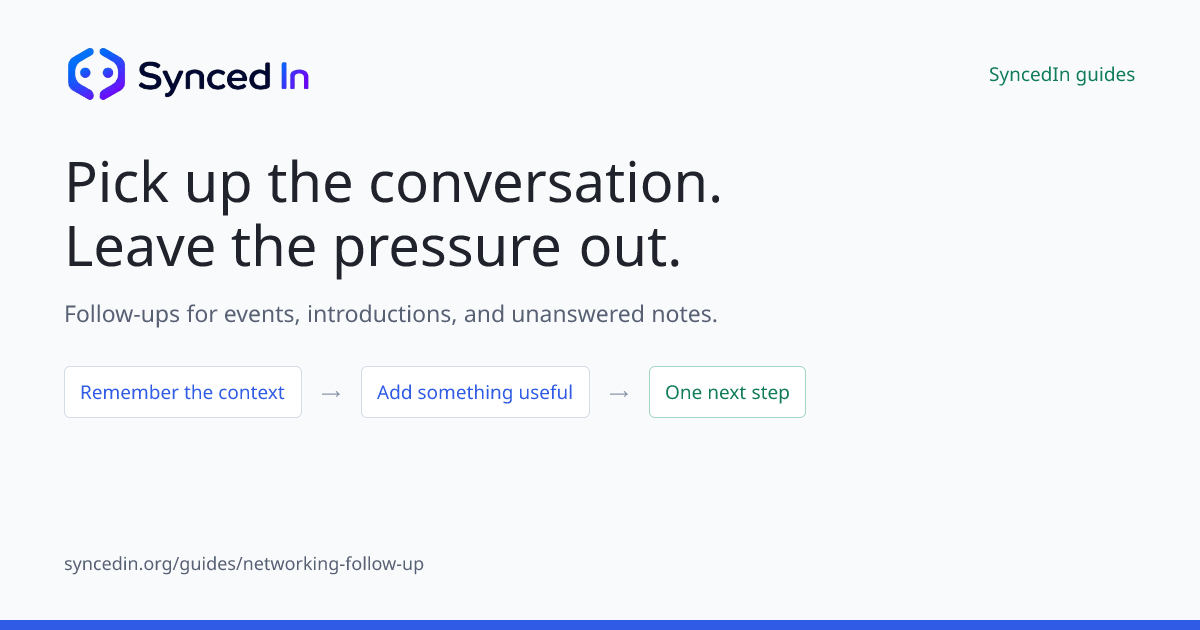 Synced In
SyncedIn guides
Pick up the conversation.
Leave the pressure out.
Follow-ups for events, introductions, and unanswered notes.
Remember the context → Add something useful → One next step
syncedin.org/guides/networking-follow-up